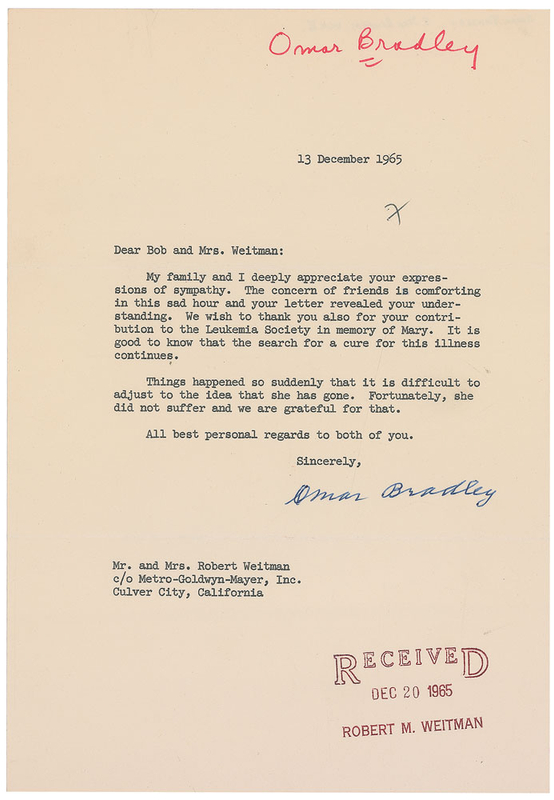 Omar Bradley
13 December 1965
X
Dear Bob and Mrs. Weitman:
My family and I deeply appreciate your expres-
sions of sympathy. The concern of friends is comforting
in this sad hour and your letter revealed your under-
standing. We wish to thank you also for your contri-
bution to the Leukemia Society in memory of Mary. It is
good to know that the search for a cure for this illness
continues.
Things happened so suddenly that it is difficult to
adjust to the idea that she has gone. Fortunately, she
did not suffer and we are grateful for that.
All best personal regards to both of you.
Sincerely,
Omar Bradley
Mr. and Mrs. Robert Weitman
c/o Metro-Goldwyn-Mayer, Inc.
Culver City, California
RECEIVED
DEC 20 1965
ROBERT M. WEITMAN